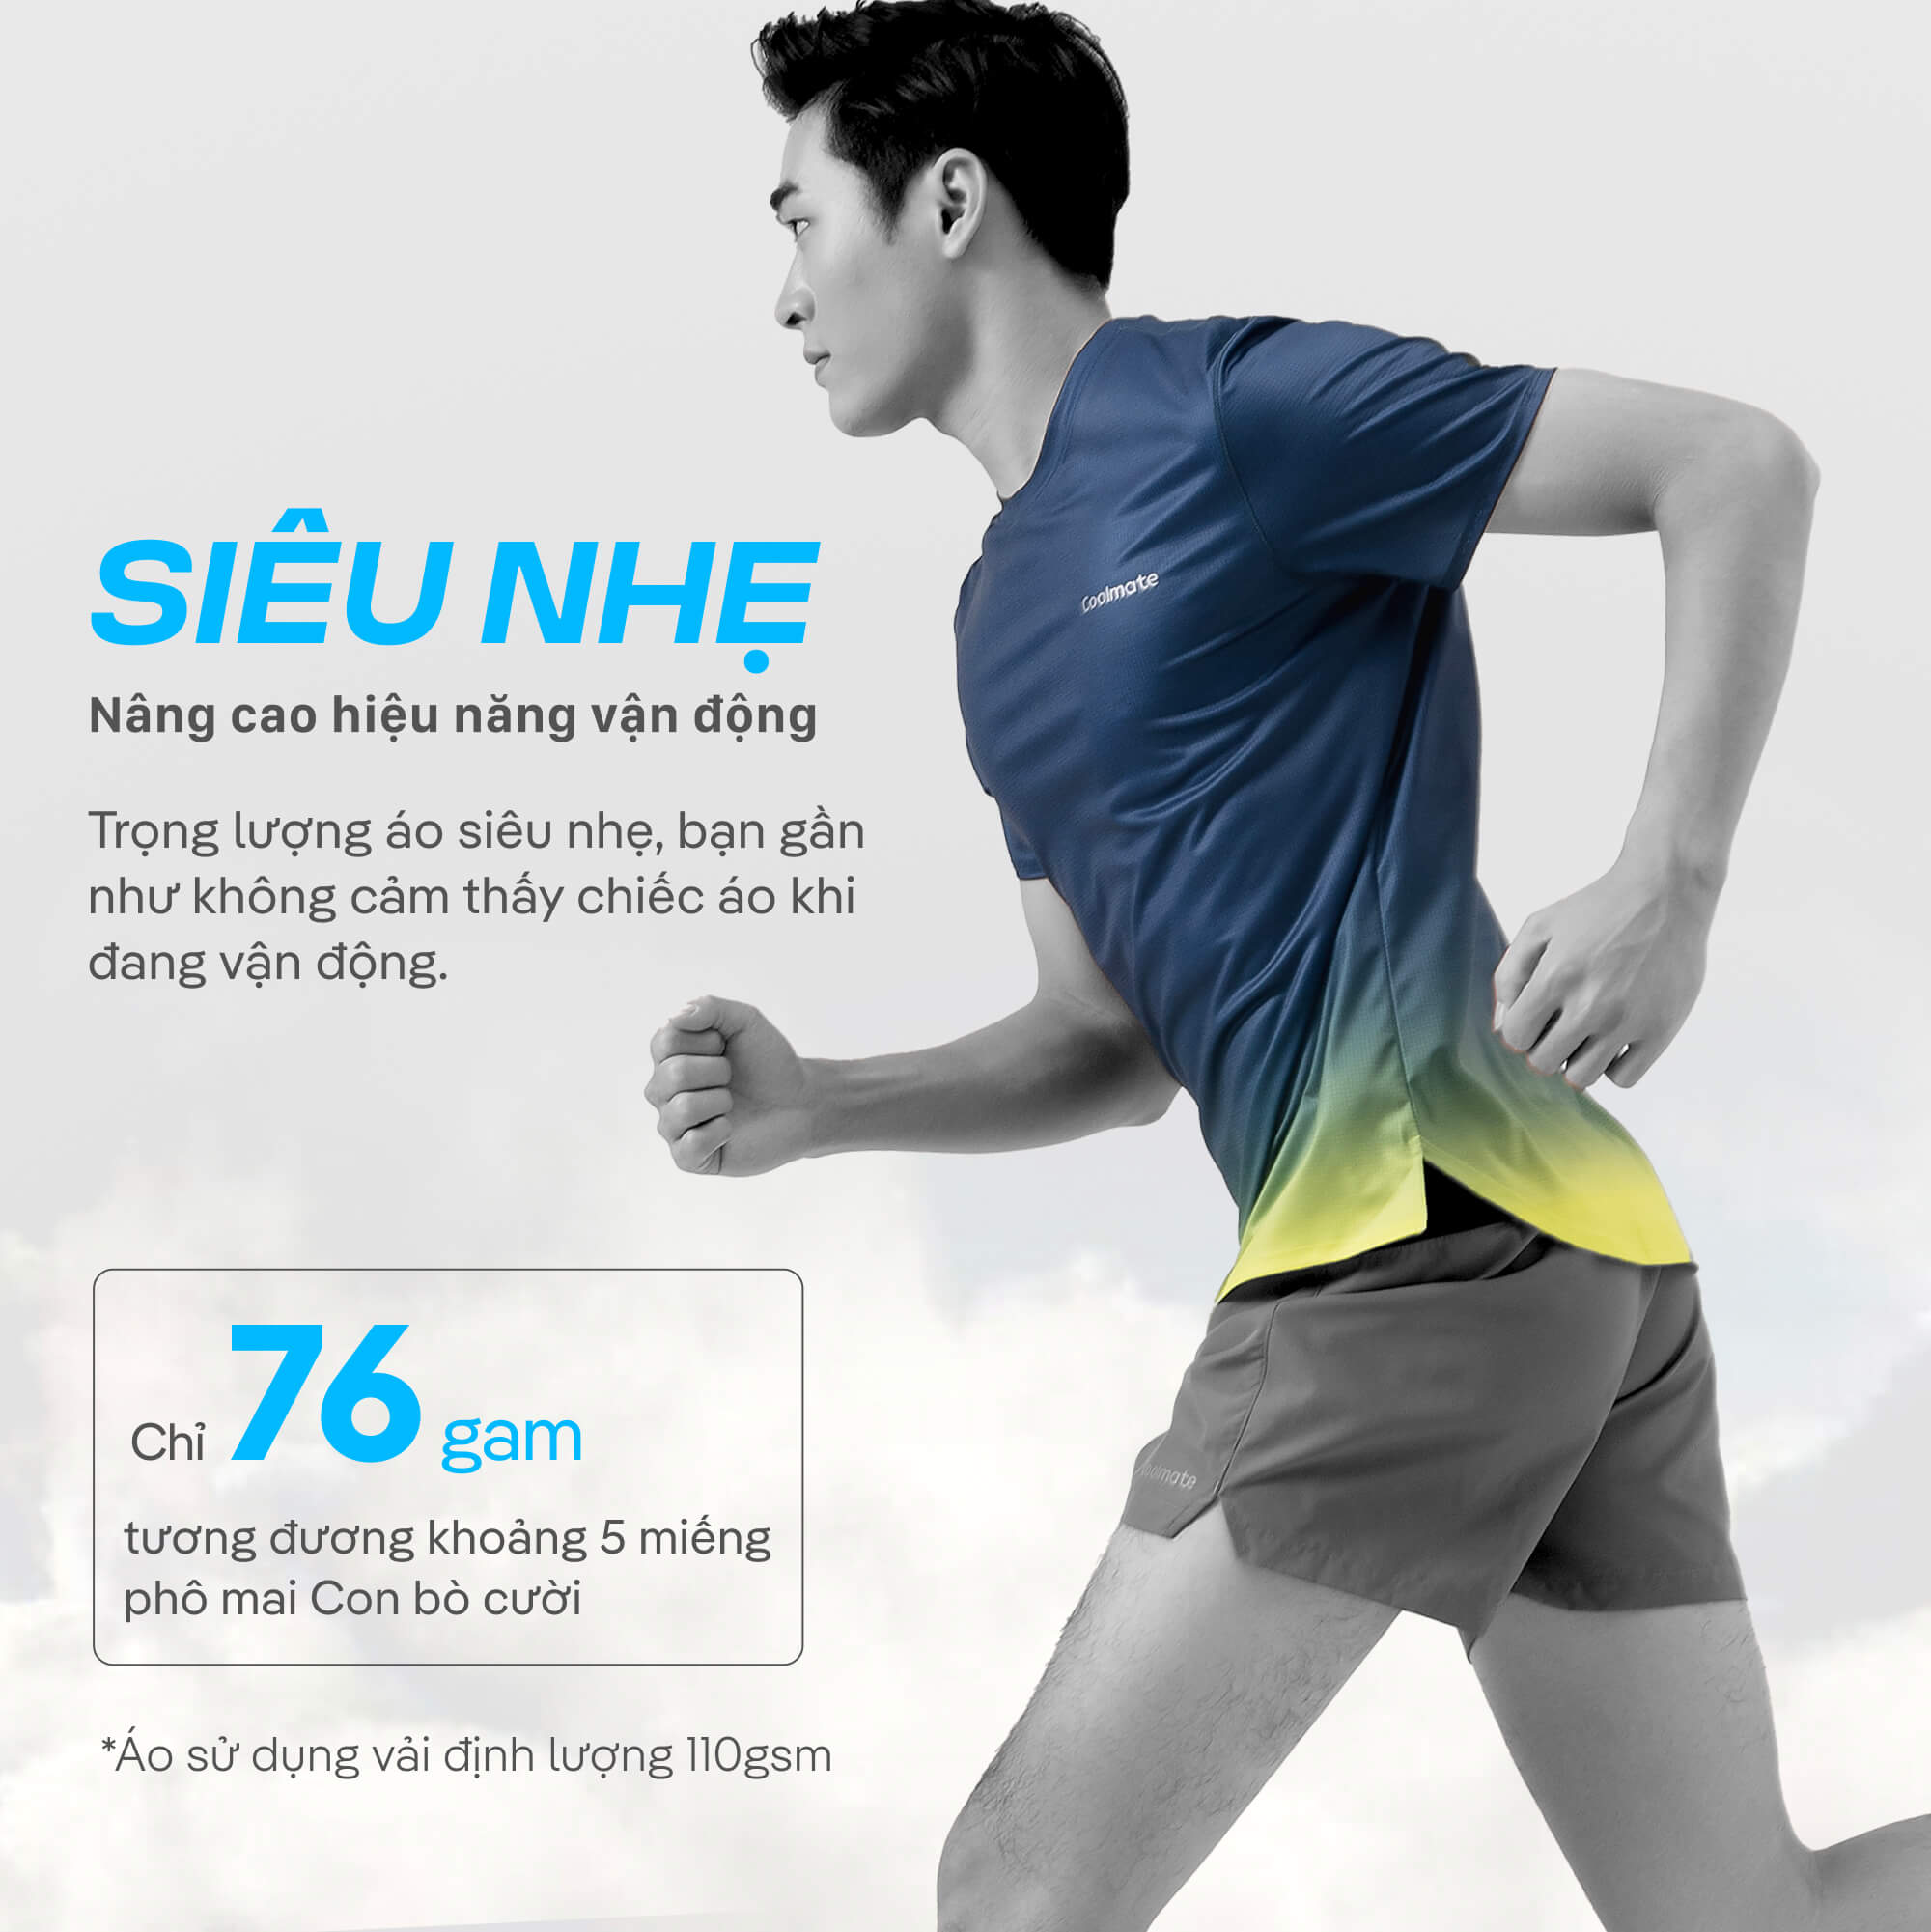 SIÊU NHẸ
Nâng cao hiệu năng vận động
Trọng lượng áo siêu nhẹ, bạn gần
như không cảm thấy chiếc áo khi
đang vận động.
Coolmate
Chỉ 76 gam
tương đương khoảng 5 miếng
phô mai Con bò cười
Coolmate
*Áo sử dụng vải định lượng 110gsm